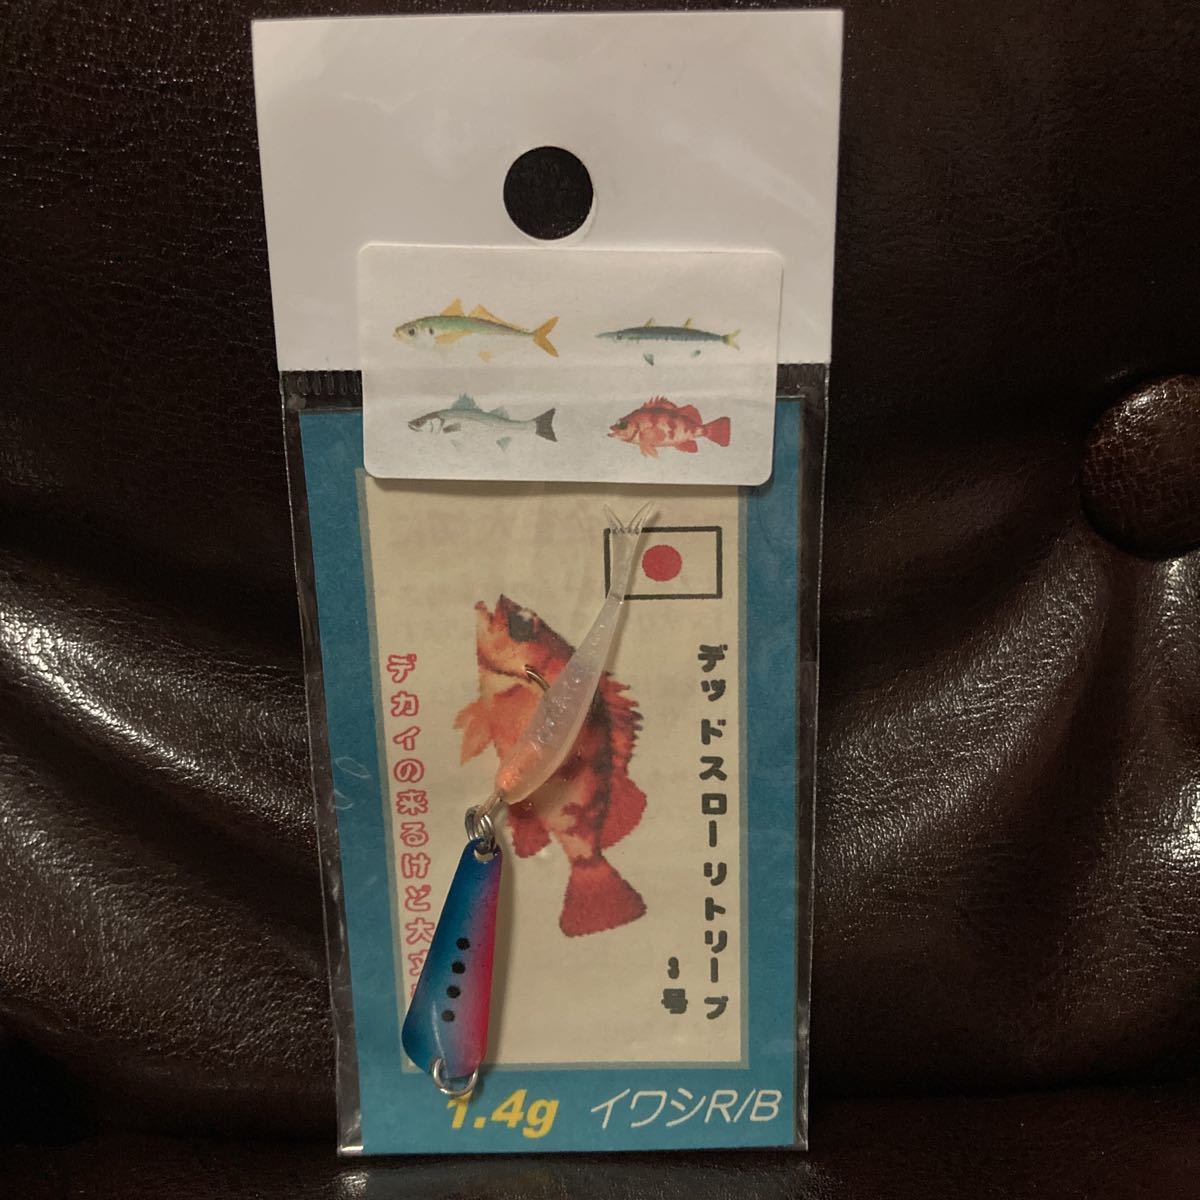 デッドスローリトリーブ
3号
デカイの来るけど大丈
1.4g イワシR/B